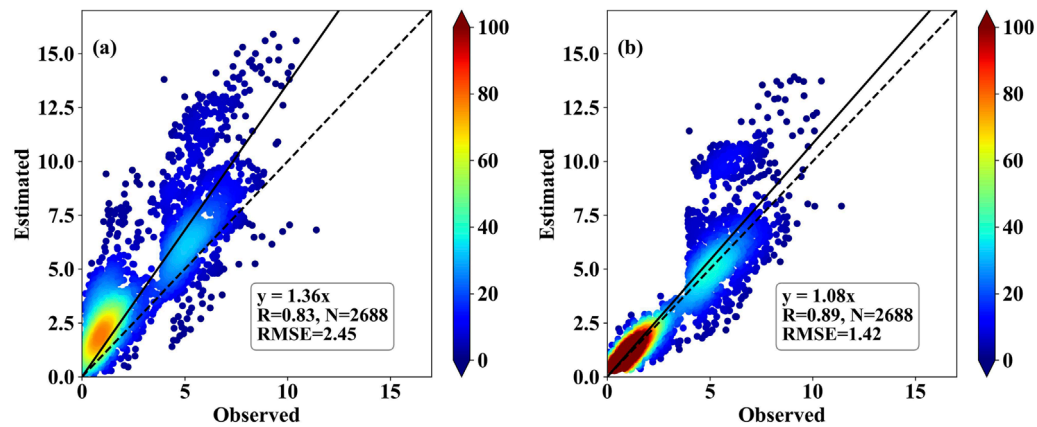 (a)
Estimated
15.0
12.5
10.0
7.5
5.0
2.5
0.0
0
5
10
15
Observed
y = 1.36x
R=0.83, N=2688
RMSE=2.45
100
80
60
40
20
0
(b)
Estimated
15.0
12.5
10.0
7.5
5.0
2.5
0.0
0
5
10
15
Observed
y = 1.08x
R=0.89, N=2688
RMSE=1.42
100
80
60
40
20
0